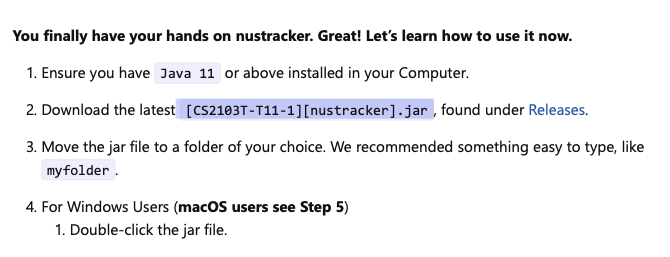 You finally have your hands on nustracker. Great! Let's learn how to use it now.
1. Ensure you have Java 11 or above installed in your Computer.
2. Download the latest [CS2103T-T11-1][nustracker].jar, found under Releases.
3. Move the jar file to a folder of your choice. We recommended something easy to type, like
myfolder.
4. For Windows Users (macOS users see Step 5)
1. Double-click the jar file.